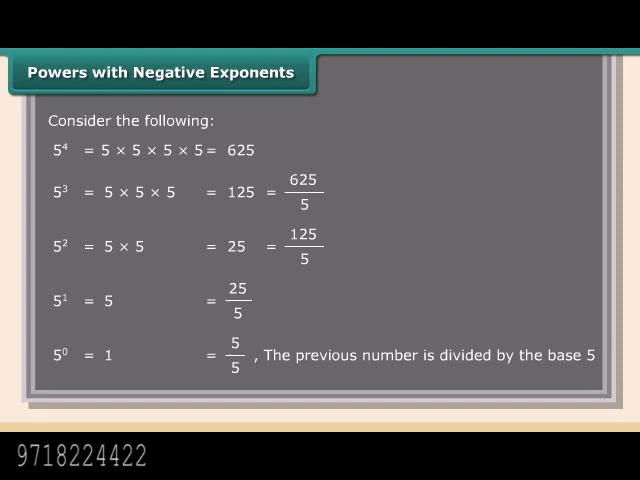 Powers with Negative Exponents
Consider the following:
5⁴ = 5 × 5 × 5 × 5 = 625
5³ = 5 × 5 × 5 = 125 = 625/5
5² = 5 × 5 = 25 = 125/5
5¹ = 5 = 25/5
5⁰ = 1 = 5/5 , The previous number is divided by the base 5
9718224422